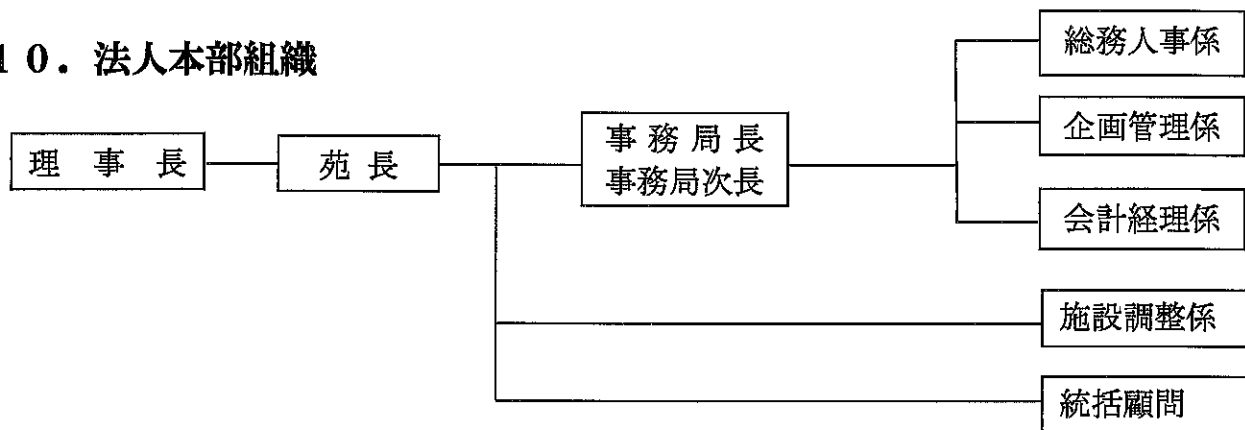 10．法人本部組織
理事長
苑長
事務局長
事務局次長
総務人事係
企画管理係
会計経理係
施設調整係
統括顧問